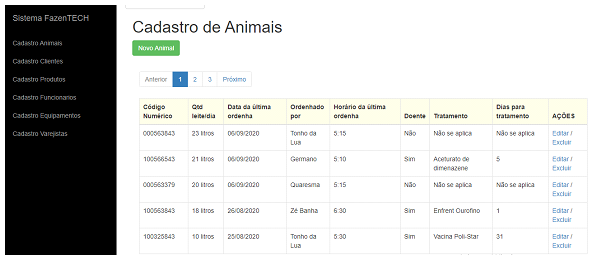 Sistema FazenTECH
Cadastro Animais
Cadastro Clientes
Cadastro Produtos
Cadastro Funcionarios
Cadastro Equipamentos
Cadastro Varejistas
Cadastro de Animais
Novo Animal
Anterior 1 2 3 Próximo
Código Numérico Qtd leite/dia Data da última ordenha Ordenhado por Horário da última ordenha Doente Tratamento Dias para tratamento AÇÕES
000563843 23 litros 06/09/2020 Tonho da Lua 5:15 Não Não se aplica Não se aplica Editar / Excluir
100566543 21 litros 06/09/2020 Germano 5:10 Sim Aceturato de dimenazene 5 Editar / Excluir
000563379 20 litros 06/09/2020 Quaresma 5:15 Não Não se aplica Não se aplica Editar / Excluir
100563843 18 litros 26/08/2020 Zé Banha 6:30 Sim Enfrent Ourofino 1 Editar / Excluir
100325843 10 litros 25/08/2020 Tonho da Lua 5:30 Sim Vacina Poli-Star 31 Editar / Excluir